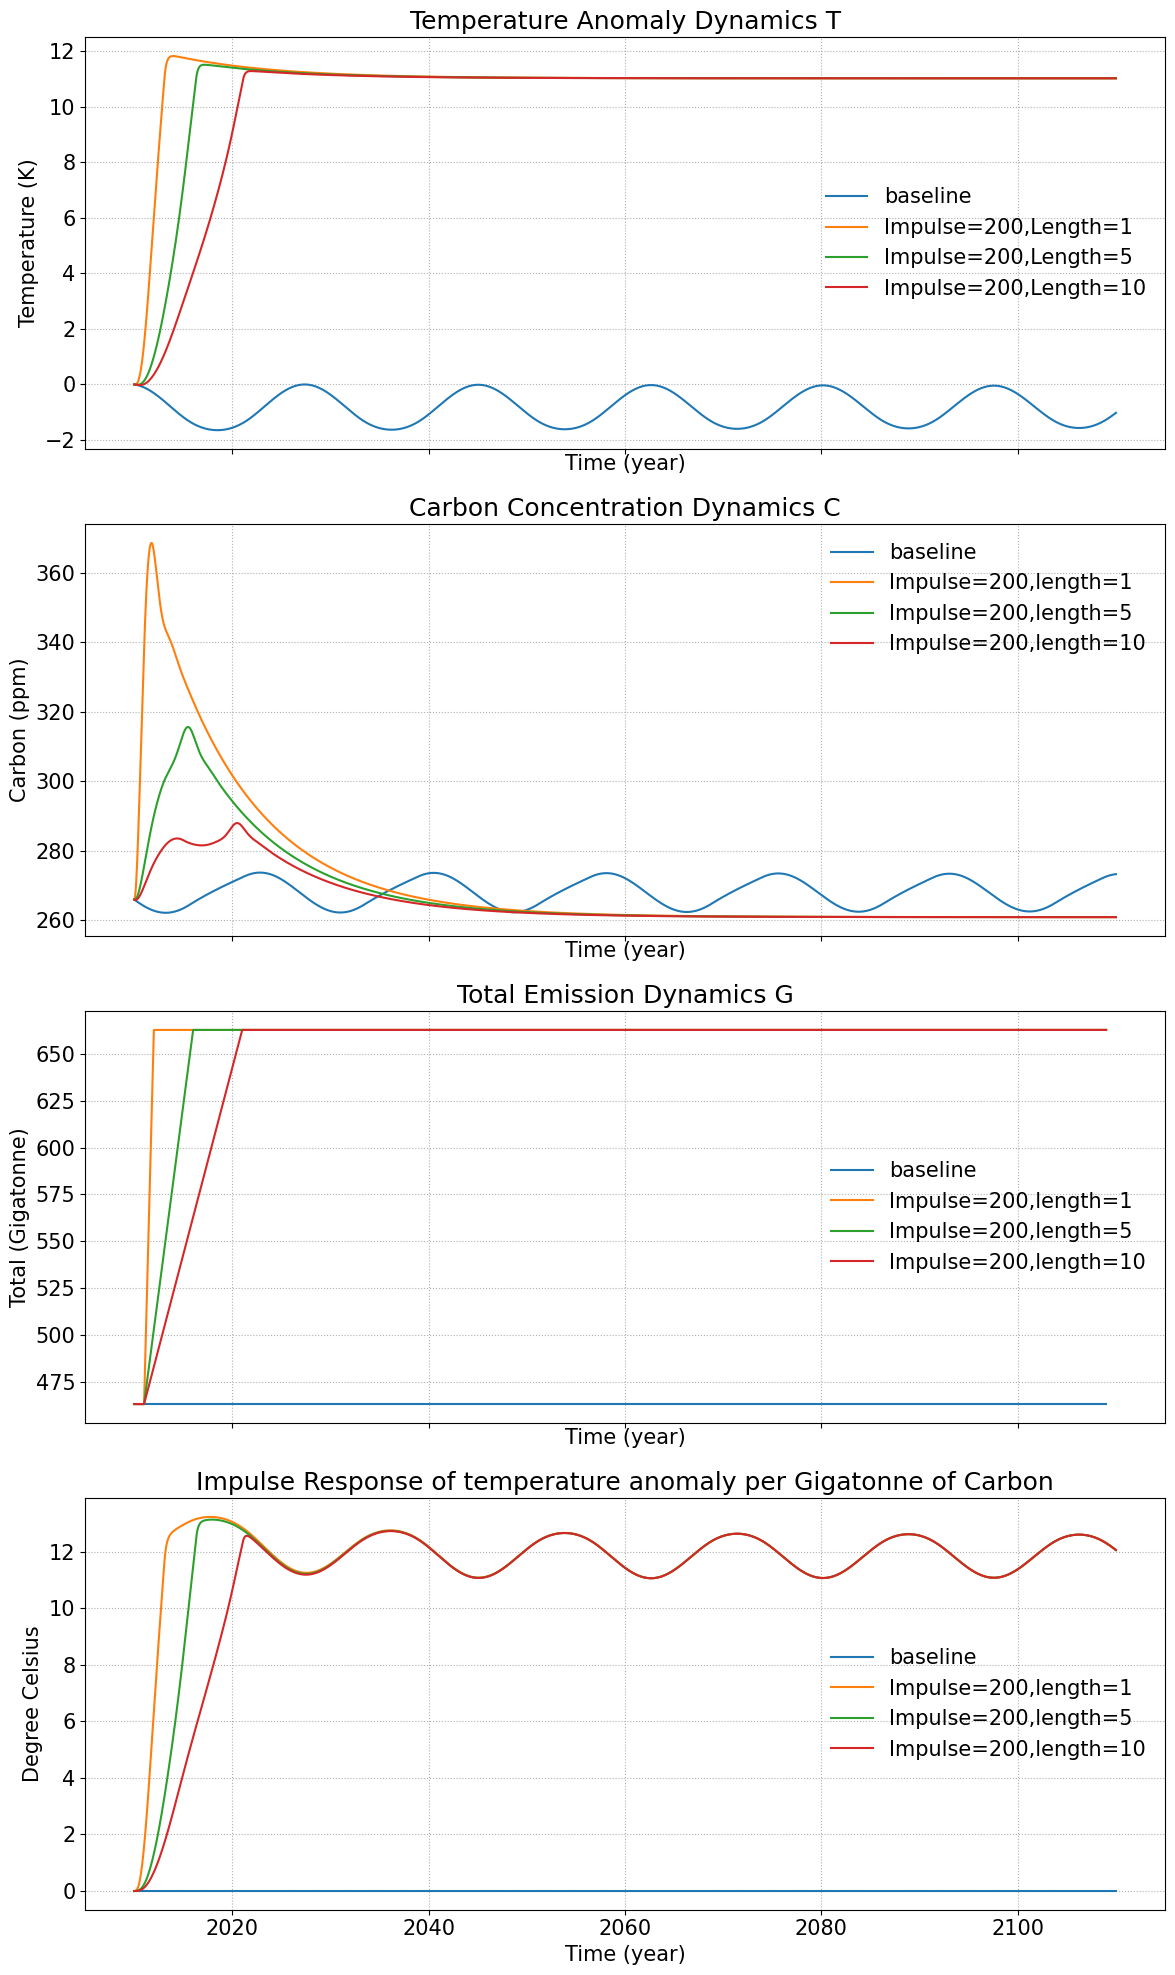 Temperature Anomaly Dynamics T
12
10
8
6
4
2
0
−2
Temperature (K)
baseline
Impulse=200,Length=1
Impulse=200,Length=5
Impulse=200,Length=10
Time (year)
Carbon Concentration Dynamics C
360
340
320
300
280
260
Carbon (ppm)
baseline
Impulse=200,length=1
Impulse=200,length=5
Impulse=200,length=10
Time (year)
Total Emission Dynamics G
650
625
600
575
550
525
500
475
Total (Gigatonne)
baseline
Impulse=200,length=1
Impulse=200,length=5
Impulse=200,length=10
Time (year)
Impulse Response of temperature anomaly per Gigatonne of Carbon
12
10
8
6
4
2
0
Degree Celsius
baseline
Impulse=200,length=1
Impulse=200,length=5
Impulse=200,length=10
2020 2040 2060 2080 2100
Time (year)